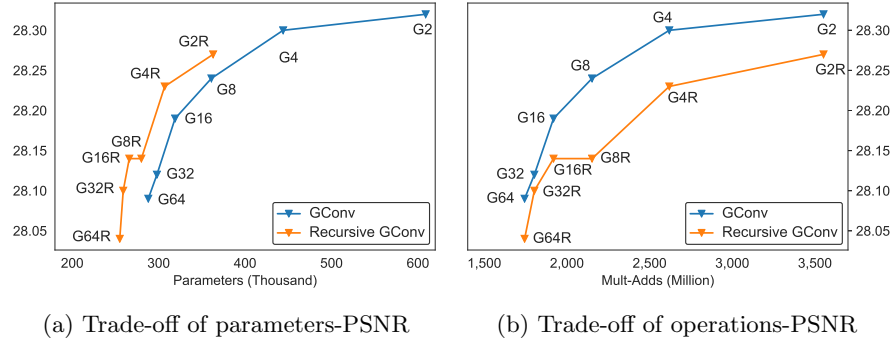 28.30
28.25
28.20
28.15
28.10
28.05
G2R
G4R
G2
G4
G8
G16
G8R
G16R
G32
G32R
G64
G64R
GConv
Recursive GConv
200 300 400 500 600
Parameters (Thousand)
(a) Trade-off of parameters-PSNR
G4
G2
G8
G2R
G4R
G16
G32
G8R
G16R
G64
G32R
G64R
GConv
Recursive GConv
28.30
28.25
28.20
28.15
28.10
28.05
1,500 2,000 2,500 3,000 3,500
Mult-Adds (Million)
(b) Trade-off of operations-PSNR